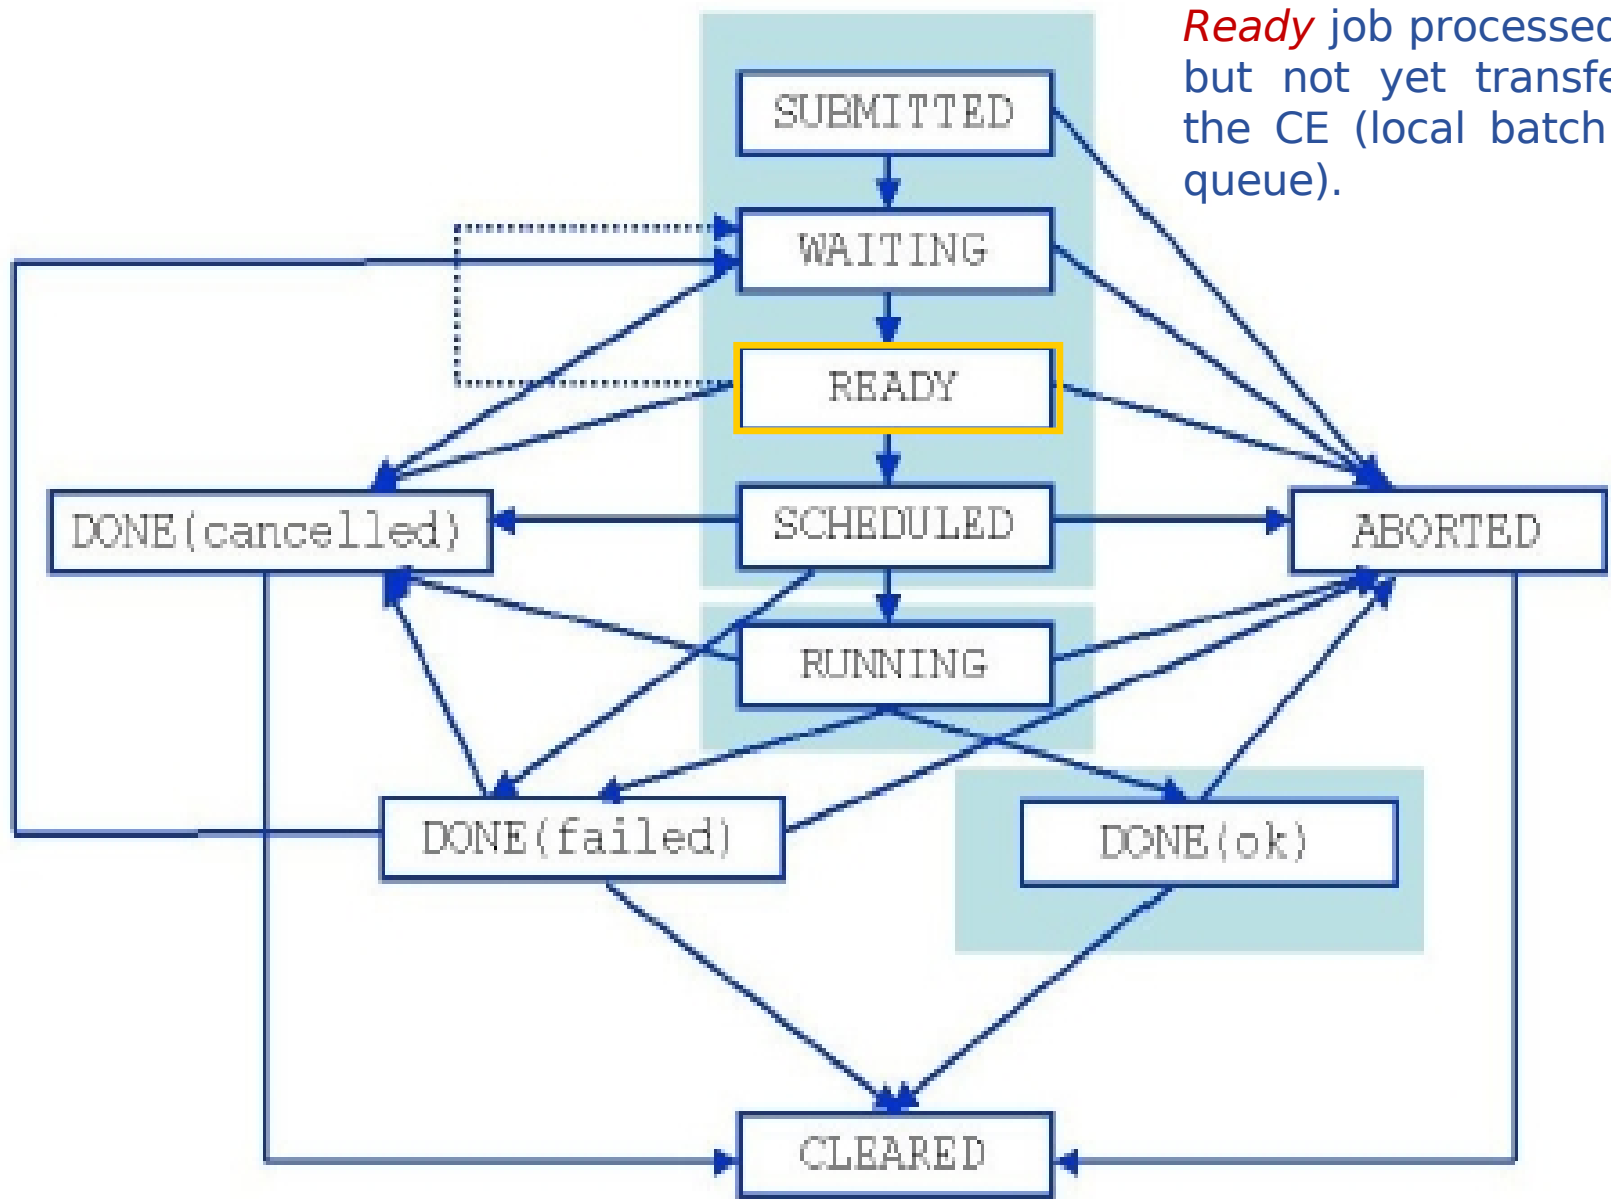 Ready job processed
but not yet
the CE (local batch
queue).
SUBMITTED
WAITING
READY
SCHEDULED
DONE(cancelled)
ABORTED
RUNNING
DONE(failed)
DONE(ok)
CLEARED